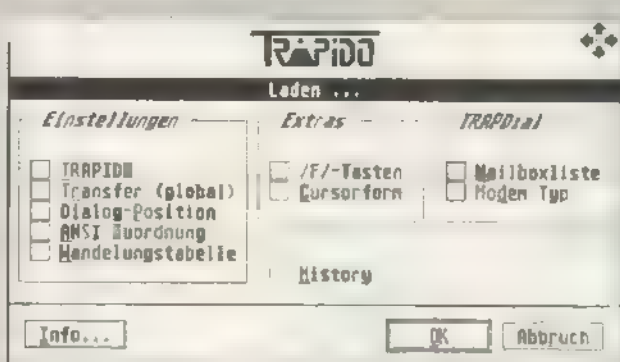 TRAPiDO
Laden ...
Einstellungen
TRAPIDO
Transfer (global)
Dialog-Position
ANSI Zuordnung
Wandelungstabelle
Extras
/F/-Tasten
Cursorform
History
TRAPDial
Mailboxliste
Modem Typ
Info...
OK
Abbruch